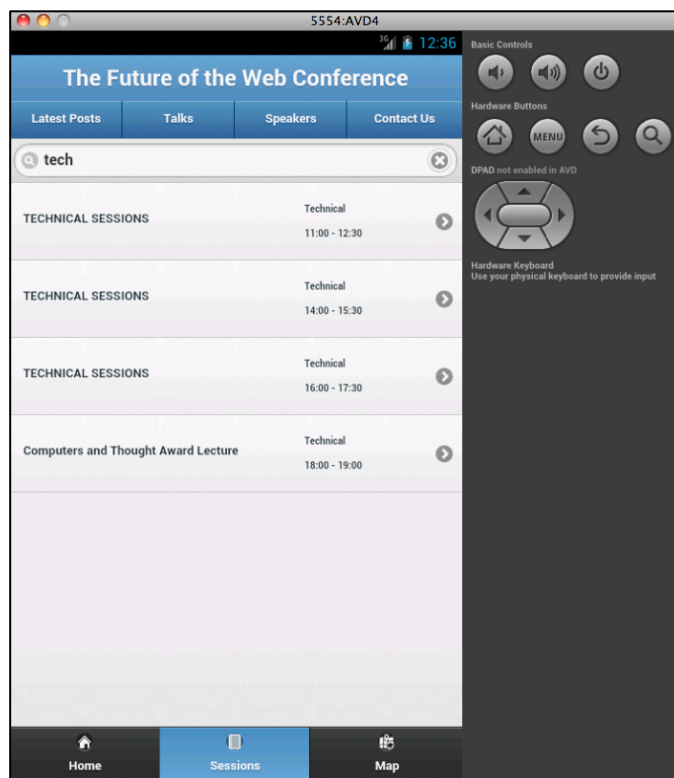 5554:AVD4
3G 12:36
The Future of the Web Conference
Latest Posts Talks Speakers Contact Us
tech
TECHNICAL SESSIONS
Technical
11:00 - 12:30
TECHNICAL SESSIONS
Technical
14:00 - 15:30
TECHNICAL SESSIONS
Technical
16:00 - 17:30
Computers and Thought Award Lecture
Technical
18:00 - 19:00
Home Sessions Map
Basic Controls
Hardware Buttons
MENU
DPAD not enabled in AVD
Hardware Keyboard
Use your physical keyboard to provide input